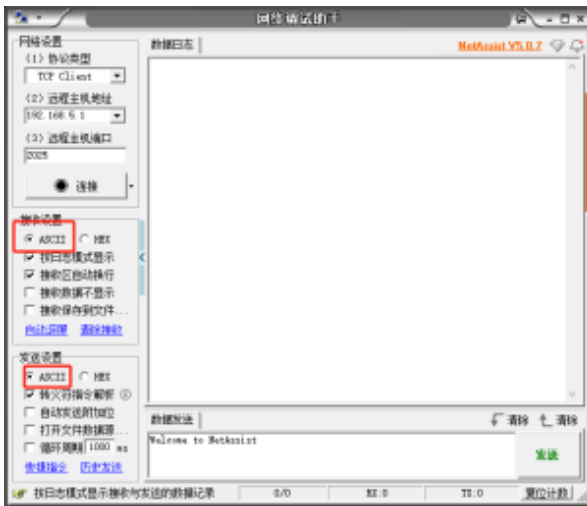 网络调试助手
网络设置
(1) 协议类型
TCP Client
(2) 远程主机地址
192.168.5.1
(3) 远程主机端口
2025
连接
接收设置
ASCII HEX
按日志模式显示
接收区自动换行
接收数据不显示
接收保存到文件...
自动滚屏 清除接收
发送设置
ASCII HEX
转义符指令解析
自动发送附加位
打开文件数据源...
循环周期 1000 ms
快捷指令 历史发送
数据日志
NetAssist V5.0.7
数据发送
清除 清除
Welcome to NetAssist
发送
按日志模式显示接收与发送的数据记录
0/0
RX:0
TX:0
复位计数